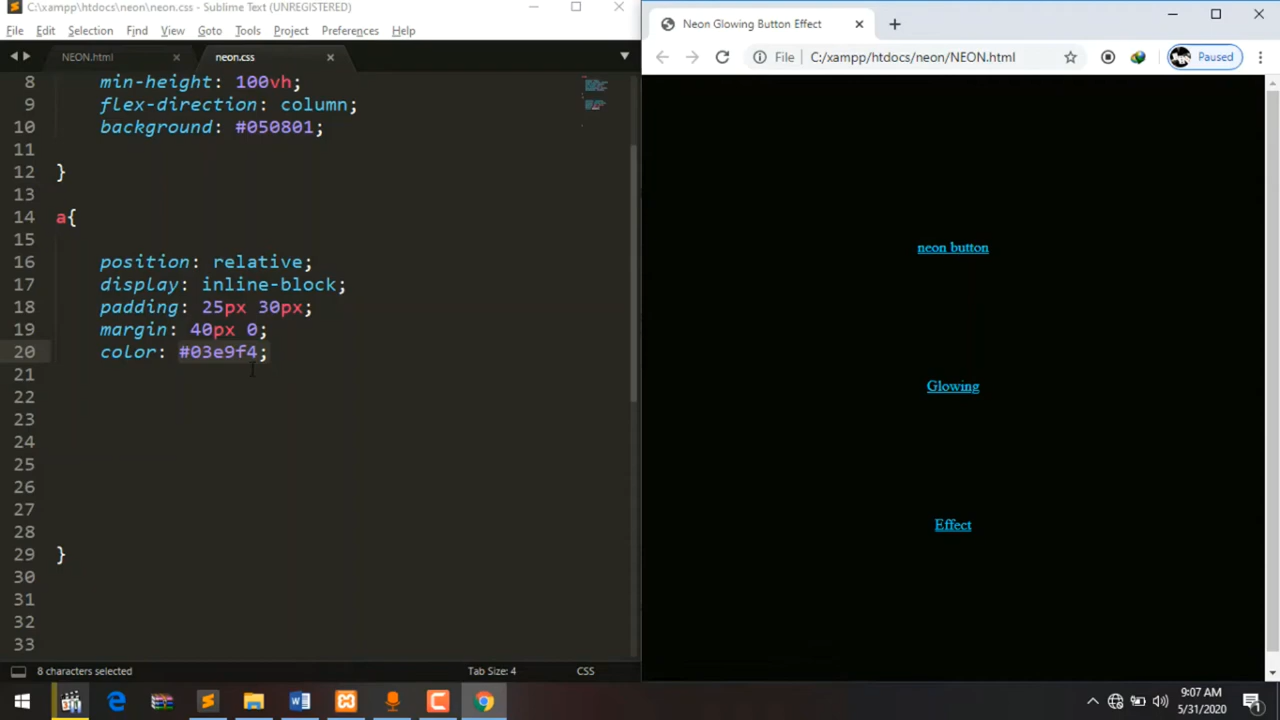 C:\xampp\htdocs\neon\neon.css - Sublime Text (UNREGISTERED)
File Edit Selection Find View Goto Tools Project Preferences Help
NEON.html
neon.css
8 min-height: 100vh;
9 flex-direction: column;
10 background: #050801;
11
12 }
13
14 a{
15
16 position: relative;
17 display: inline-block;
18 padding: 25px 30px;
19 margin: 40px 0;
20 color: #03e9f4;
21
22
23
24
25
26
27
28
29 }
30
31
32
33
8 characters selected
Tab Size: 4
CSS
Neon Glowing Button Effect
File C:/xampp/htdocs/neon/NEON.html
Paused
neon button
Glowing
Effect
9:07 AM
5/31/2020